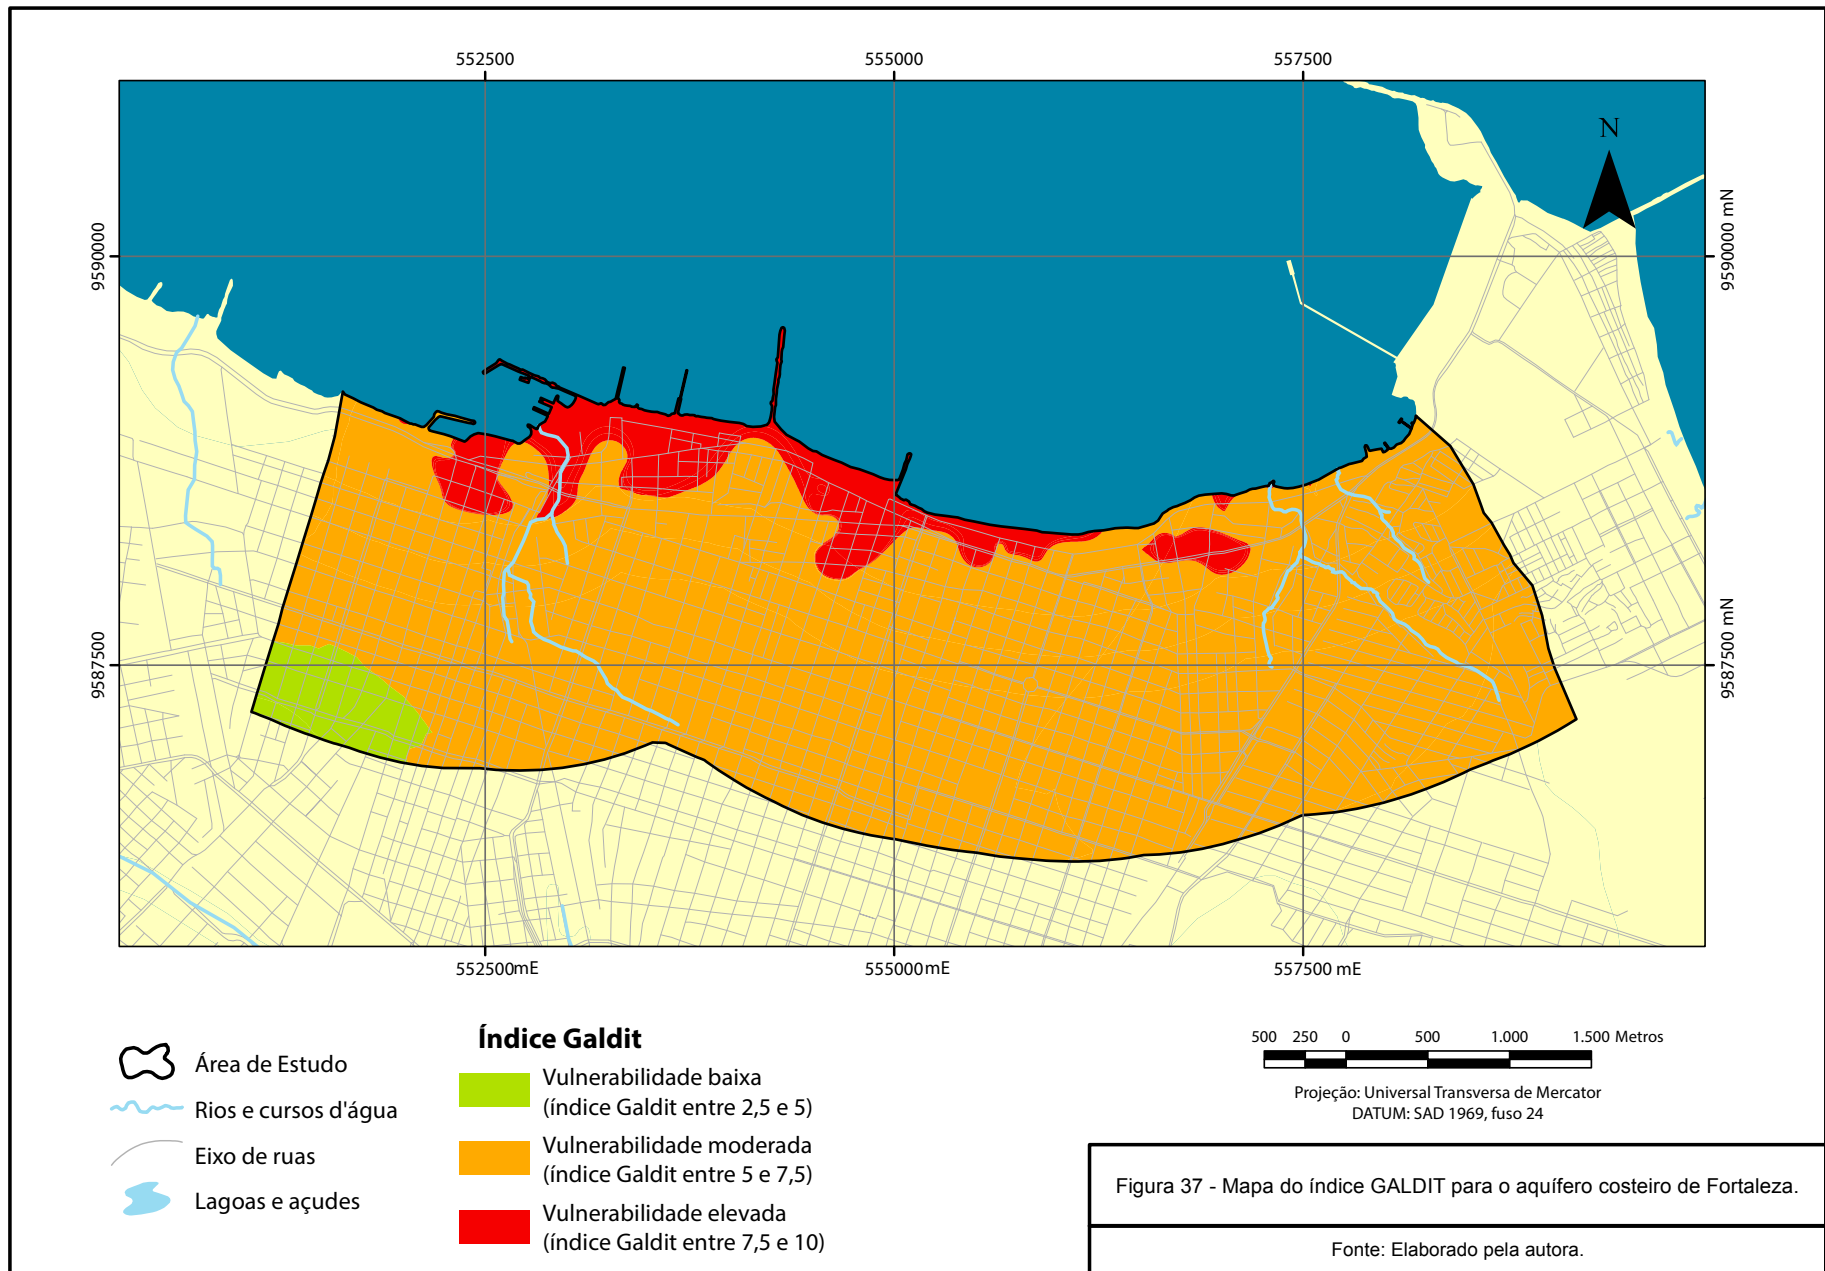 552500
555000
557500
N
9590000
9590000 mN
9587500
9587500 mN
552500mE
555000mE
557500 mE
Área de Estudo
Rios e cursos d'água
Eixo de ruas
Lagoas e açudes
Índice Galdit
Vulnerabilidade baixa
(índice Galdit entre 2,5 e 5)
Vulnerabilidade moderada
(índice Galdit entre 5 e 7,5)
Vulnerabilidade elevada
(índice Galdit entre 7,5 e 10)
500 250 0 500 1.000 1.500 Metros
Projeção: Universal Transversa de Mercator
DATUM: SAD 1969, fuso 24
Figura 37 - Mapa do índice GALDIT para o aquífero costeiro de Fortaleza.
Fonte: Elaborado pela autora.